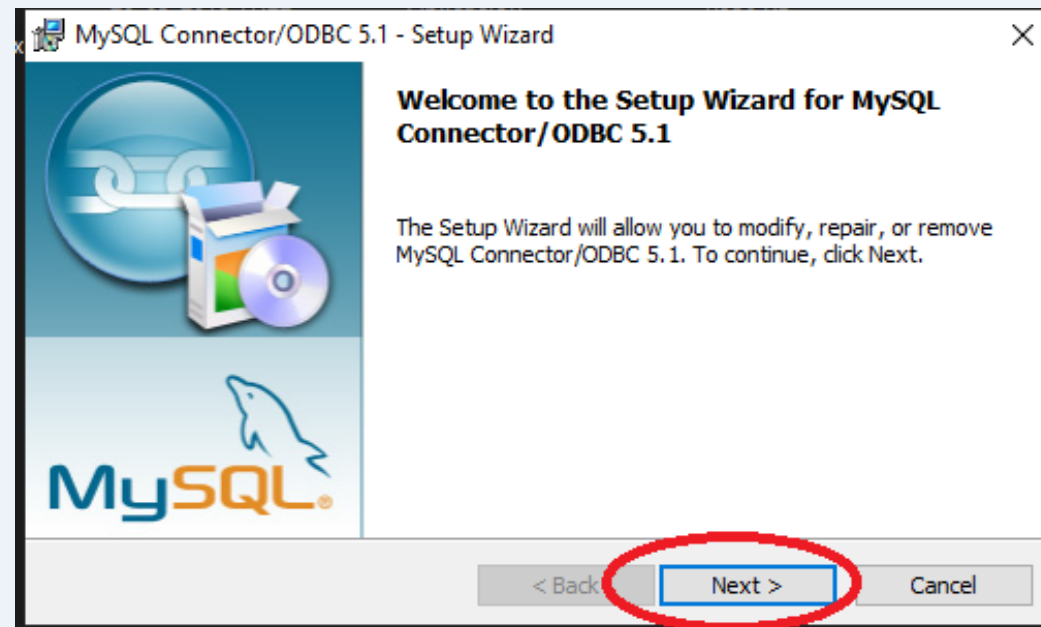 MySQL Connector/ODBC 5.1 - Setup Wizard
Welcome to the Setup Wizard for MySQL
Connector/ODBC 5.1
The Setup Wizard will allow you to modify, repair, or remove
MySQL Connector/ODBC 5.1. To continue, click Next.
MySQL®
< Back
Next >
Cancel